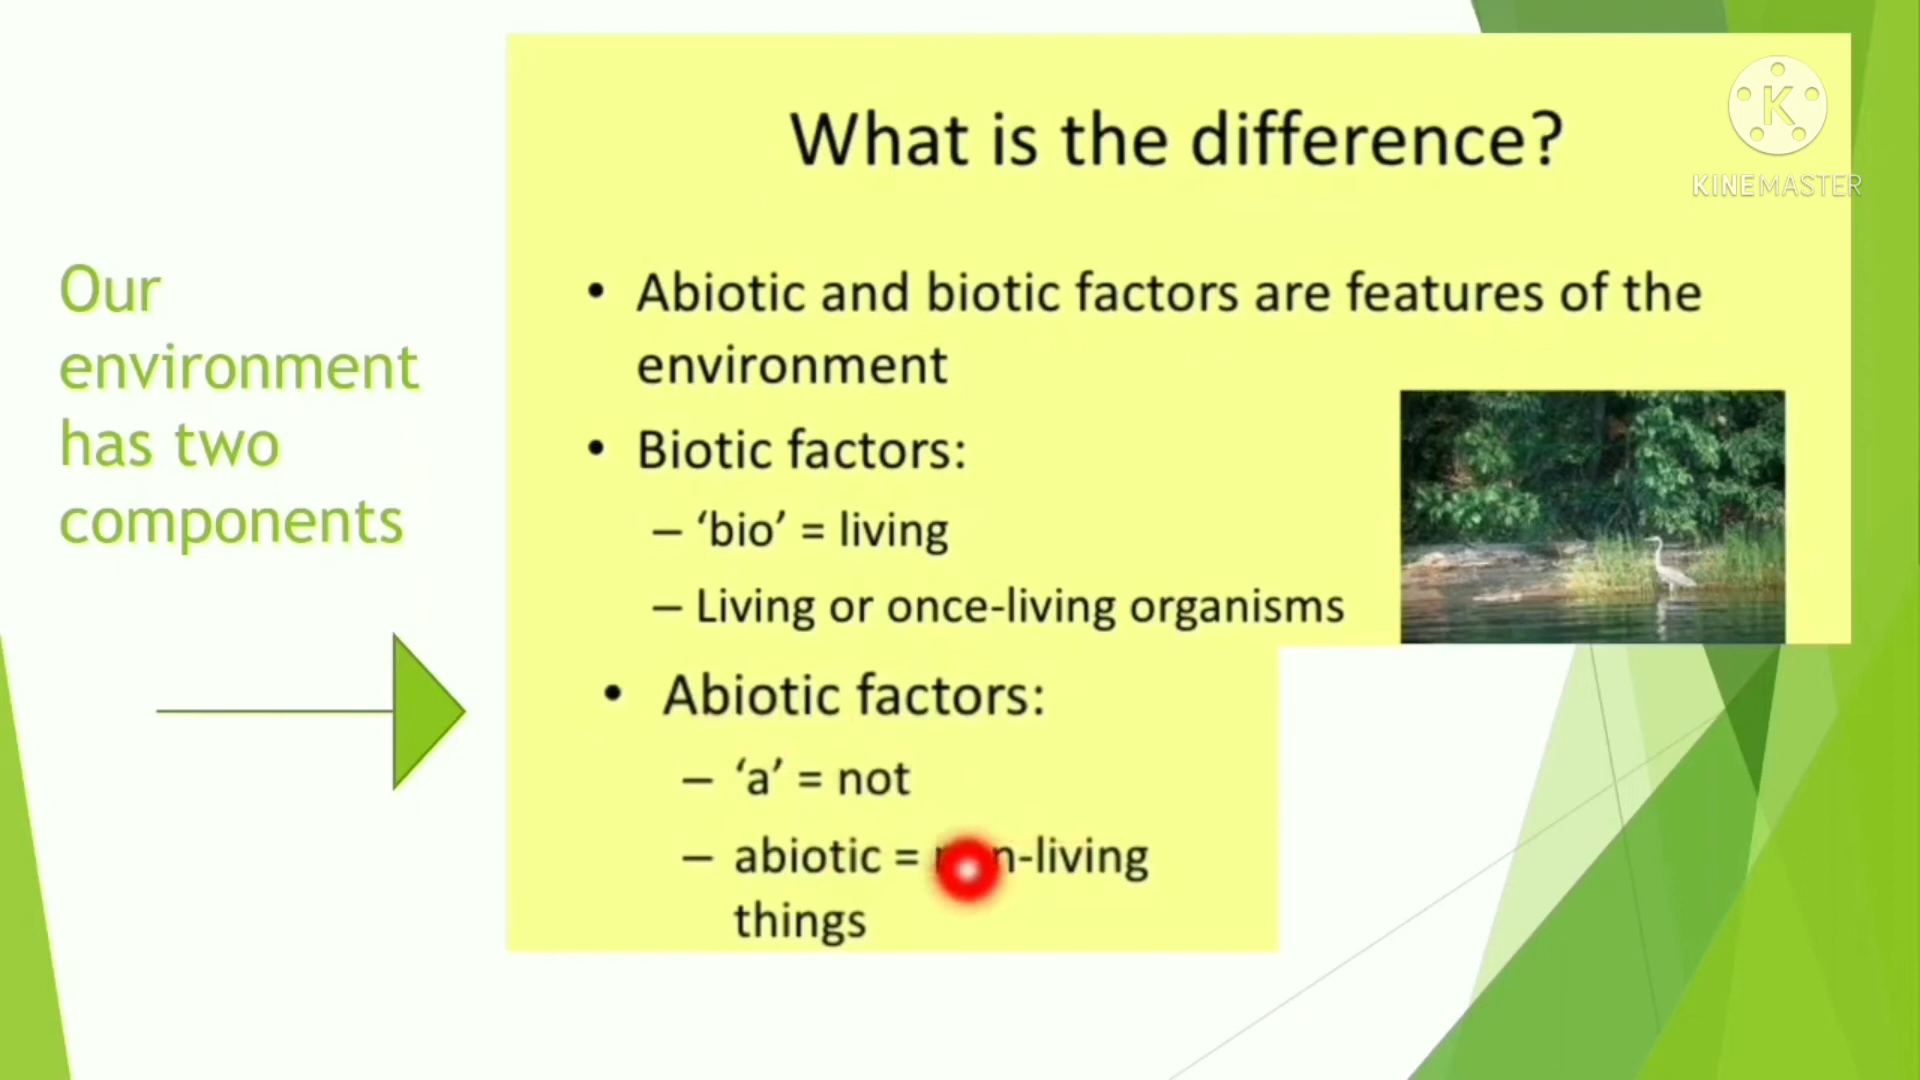 Our
environment
has two
components
What is the difference?
• Abiotic and biotic factors are features of the
environment
• Biotic factors:
– ‘bio’ = living
– Living or once-living organisms
• Abiotic factors:
– ‘a’ = not
– abiotic = non-living
things
K
KINEMASTER